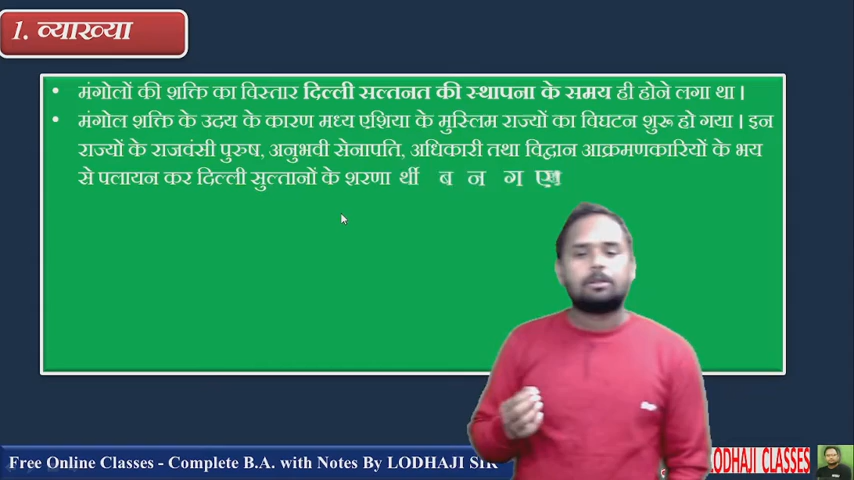 1. व्याख्या
• मंगोलों की शक्ति का विस्तार दिल्ली सल्तनत की स्थापना के समय ही होने लगा था।
• मंगोल शक्ति के उदय के कारण मध्य एशिया के मुस्लिम राज्यों का विघटन शुरू हो गया। इन
राज्यों के राजवंसी पुरुष, अनुभवी सेनापति, अधिकारी तथा विद्वान आक्रमणकारियों के भय
से पलायन कर दिल्ली सुल्तानों के शरणार्थी ब न ग ए
Free Online Classes - Complete B.A. with Notes By LODHAJI SIR
LODHAJI CLASSES